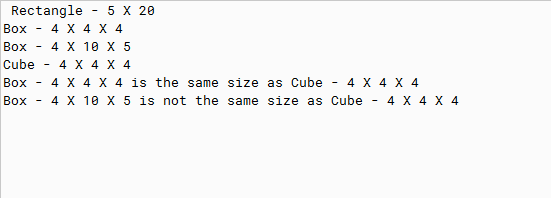 Rectangle - 5 X 20
Box - 4 X 4 X 4
Box - 4 X 10 X 5
Cube - 4 X 4 X 4
Box - 4 X 4 X 4 is the same size as Cube - 4 X 4 X 4
Box - 4 X 10 X 5 is not the same size as Cube - 4 X 4 X 4